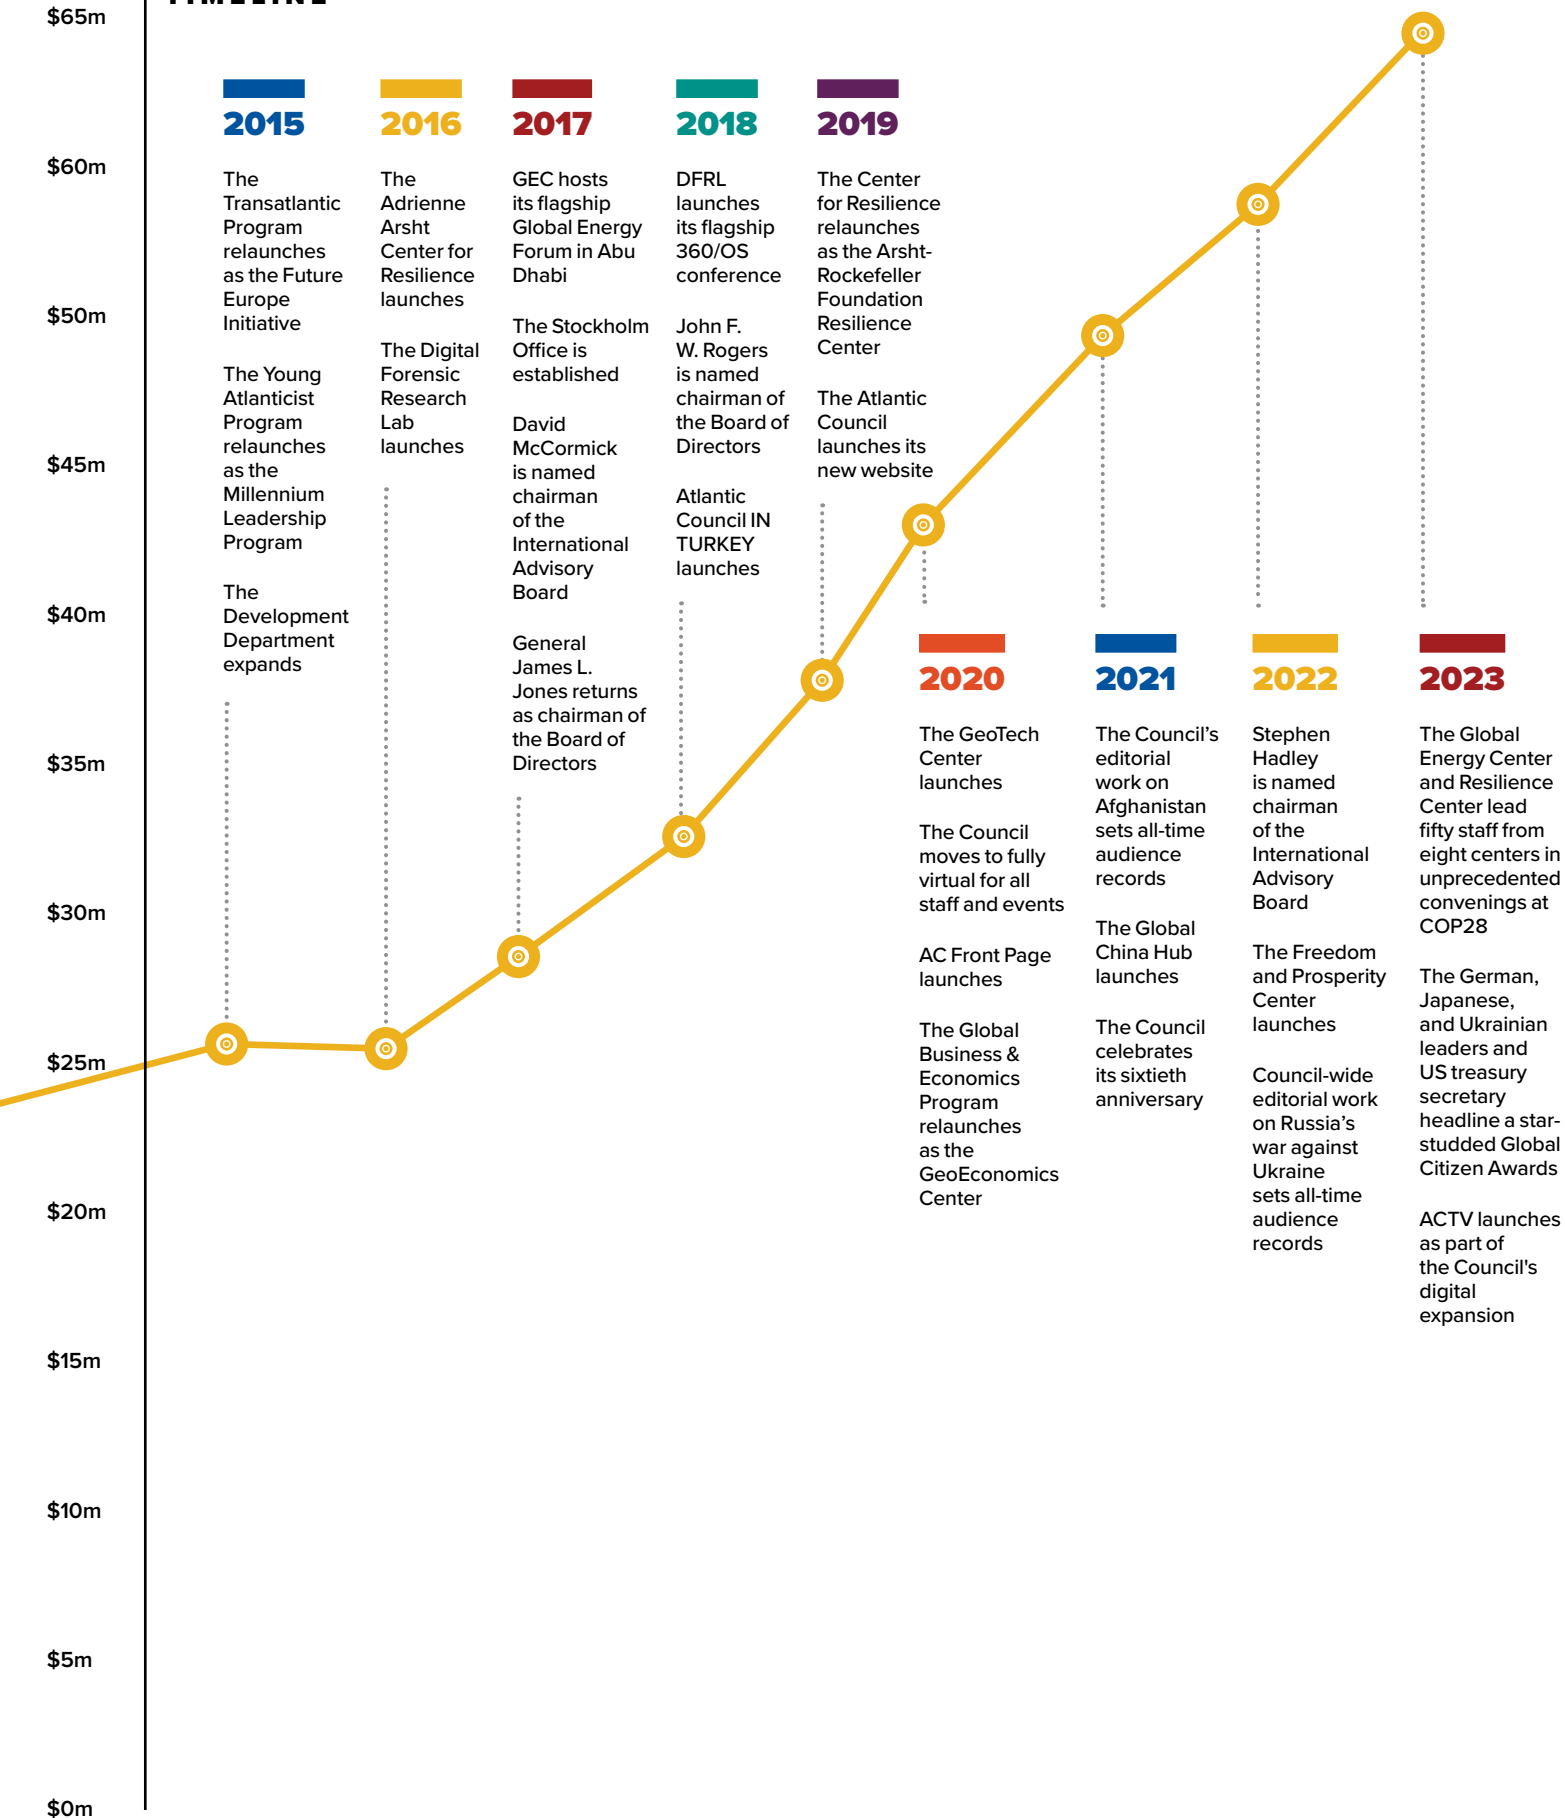 TIMELINE
$65m
$60m
$50m
$45m
$40m
$35m
$30m
$25m
$20m
$15m
$10m
$5m
$0m
2015
The
Transatlantic
Program
relaunches
as the Future
Europe
Initiative
The Young
Atlanticist
Program
relaunches
as the
Millennium
Leadership
Program
The
Development
Department
expands
2016
The
Adrienne
Arsht
Center for
Resilience
launches
The Digital
Forensic
Research
Lab
launches
2017
GEC hosts
its flagship
Global Energy
Forum in Abu
Dhabi
The Stockholm
Office is
established
David
McCormick
is named
chairman
of the
International
Advisory
Board
General
James L.
Jones returns
as chairman of
the Board of
Directors
2018
DFRL
launches
its flagship
360/OS
conference
John F.
W. Rogers
is named
chairman of
the Board of
Directors
Atlantic
Council IN
TURKEY
launches
2019
The Center
for Resilience
relaunches
as the Arsht-
Rockefeller
Foundation
Resilience
Center
The Atlantic
Council
launches its
new website
2020
The GeoTech
Center
launches
The Council
moves to fully
virtual for all
staff and events
AC Front Page
launches
The Global
Business &
Economics
Program
relaunches
as the
GeoEconomics
Center
2021
The Council's
editorial
work on
Afghanistan
sets all-time
audience
records
The Global
China Hub
launches
The Council
celebrates
its sixtieth
anniversary
2022
Stephen
Hadley
is named
chairman
of the
International
Advisory
Board
The Freedom
and Prosperity
Center
launches
Council-wide
editorial work
on Russia's
war against
Ukraine
sets all-time
audience
records
2023
The Global
Energy Center
and Resilience
Center lead
fifty staff from
eight centers in
unprecedented
convenings at
COP28
The German,
Japanese,
and Ukrainian
leaders and
US treasury
secretary
headline a star-
studded Global
Citizen Awards
ACTV launches
as part of
the Council's
digital
expansion